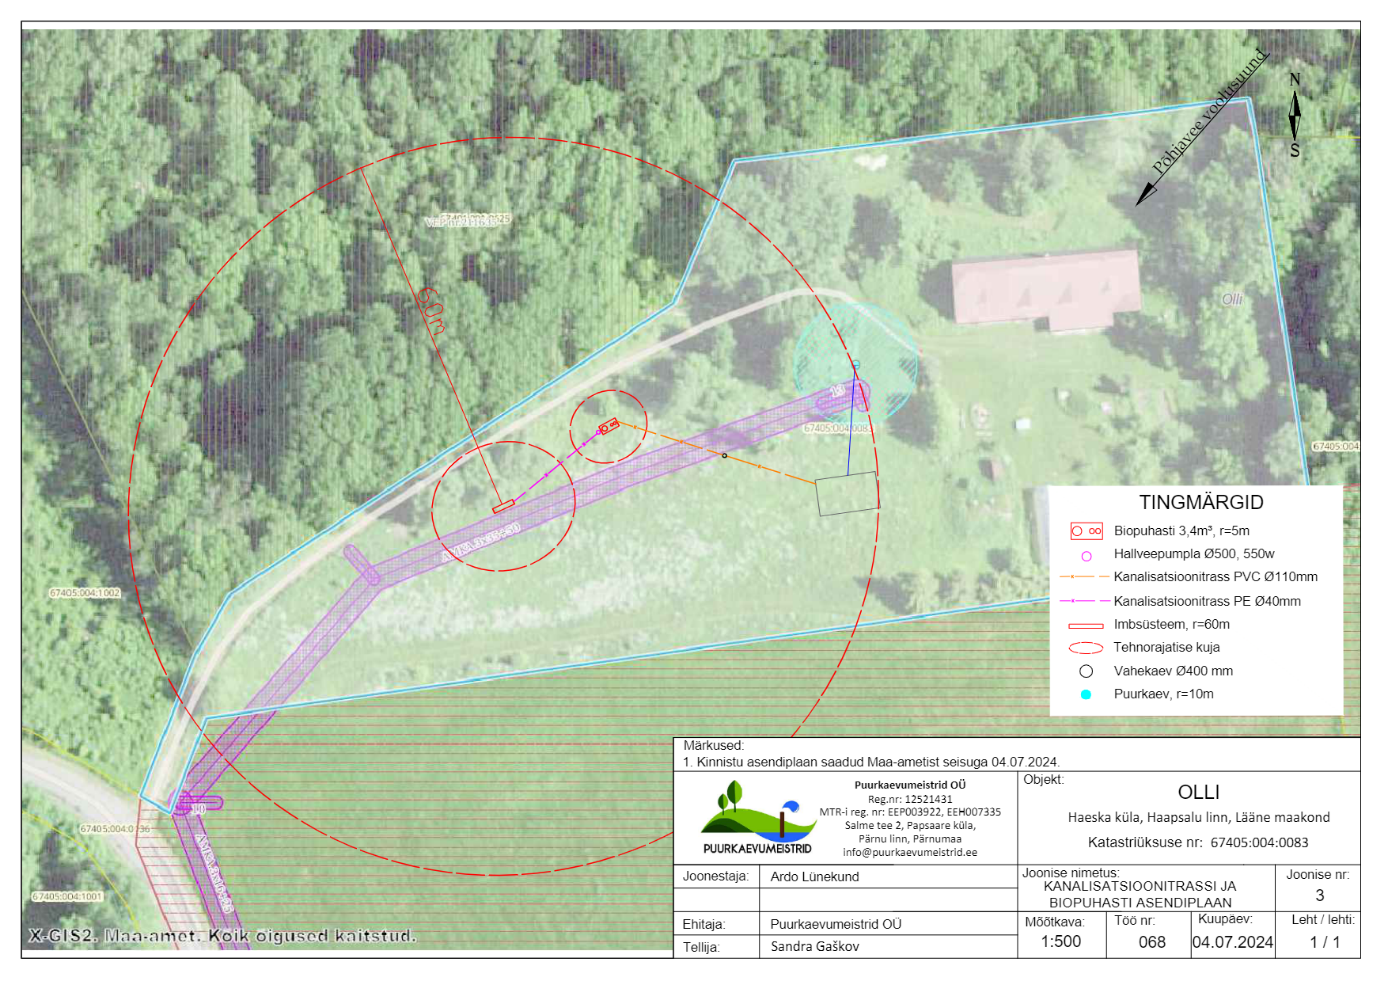 N
S
Põhjavee voolusuund
60m
Olli
13
67405:004:008
67405:004
67405:004:1002
10
67405:004:0136
67405:004:1001
X-GIS2. Maa-amet. Kõik õigused kaitstud.
TINGMÄRGID
Biopuhasti 3,4m³, r=5m
Hallveepumpla Ø500, 550w
Kanalisatsioonitrass PVC Ø110mm
Kanalisatsioonitrass PE Ø40mm
Imbsüsteem, r=60m
Tehnorajatise kuja
Vahekaev Ø400 mm
Puurkaev, r=10m
Märkused:
1. Kinnistu asendiplaan saadud Maa-ametist seisuga 04.07.2024.
PUURKAEVUMEISTRID
Puurkaevumeistrid OÜ
Reg.nr: 12521431
MTR-i reg. nr: EEP003922, EEH007335
Salme tee 2, Papsaare küla,
Pärnu linn, Pärnumaa
info@puurkaevumeistrid.ee
Objekt:
OLLI
Haeska küla, Haapsalu linn, Lääne maakond
Katastriüksuse nr: 67405:004:0083
Joonestaja: Ardo Lünekund
Joonise nimetus:
KANALISATSIOONITRASSI JA
BIOPUHASTI ASENDIPLAAN
Joonise nr:
3
Ehitaja: Puurkaevumeistrid OÜ
Tellija: Sandra Gaškov
Mõõtkava:
1:500
Töö nr:
068
Kuupäev:
04.07.2024
Leht / lehti:
1 / 1